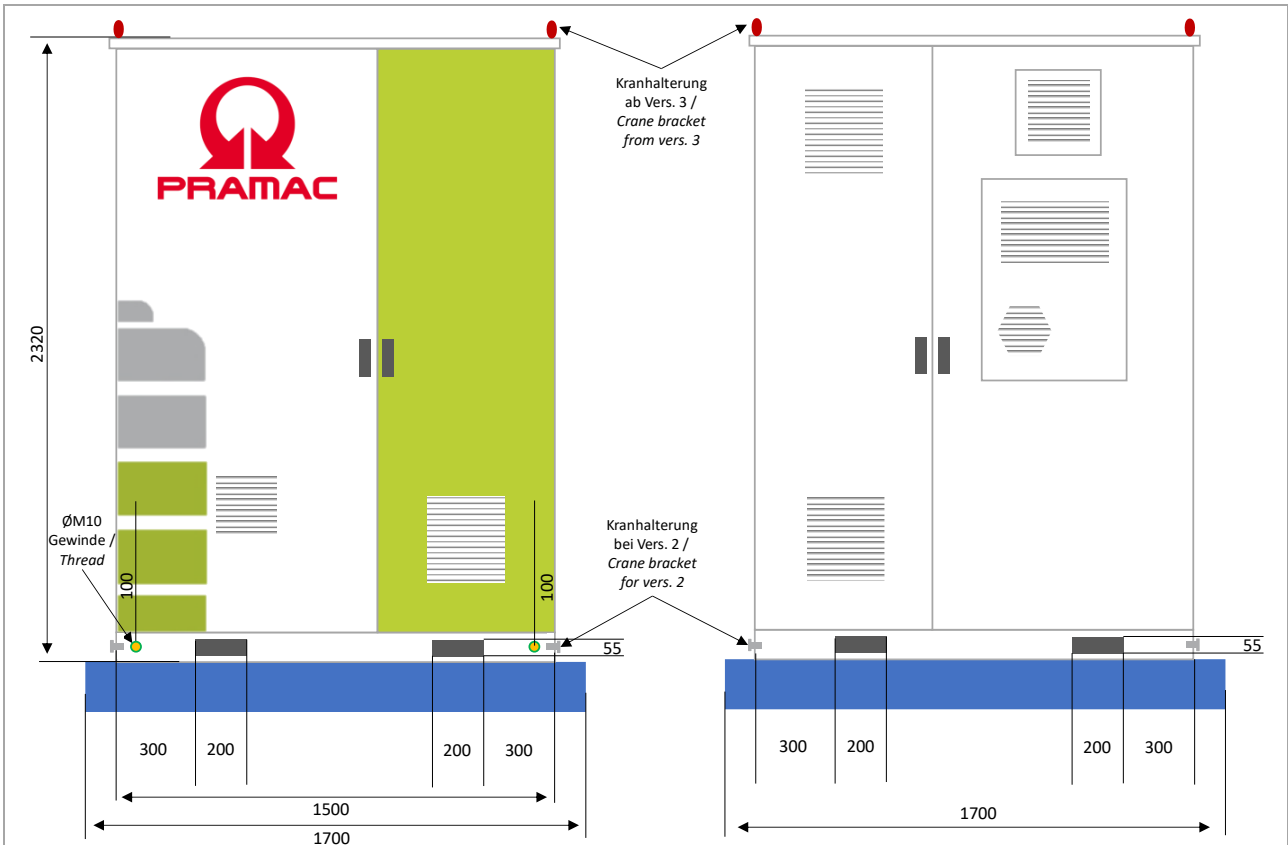 Kranhalterung
ab Vers. 3 /
Crane bracket
from vers. 3
PRAMAC
2320
ØM10
Gewinde /
Thread
100
100
Kranhalterung
bei Vers. 2 /
Crane bracket
for vers. 2
55
55
300
200
200
300
300
200
200
300
1500
1700
1700